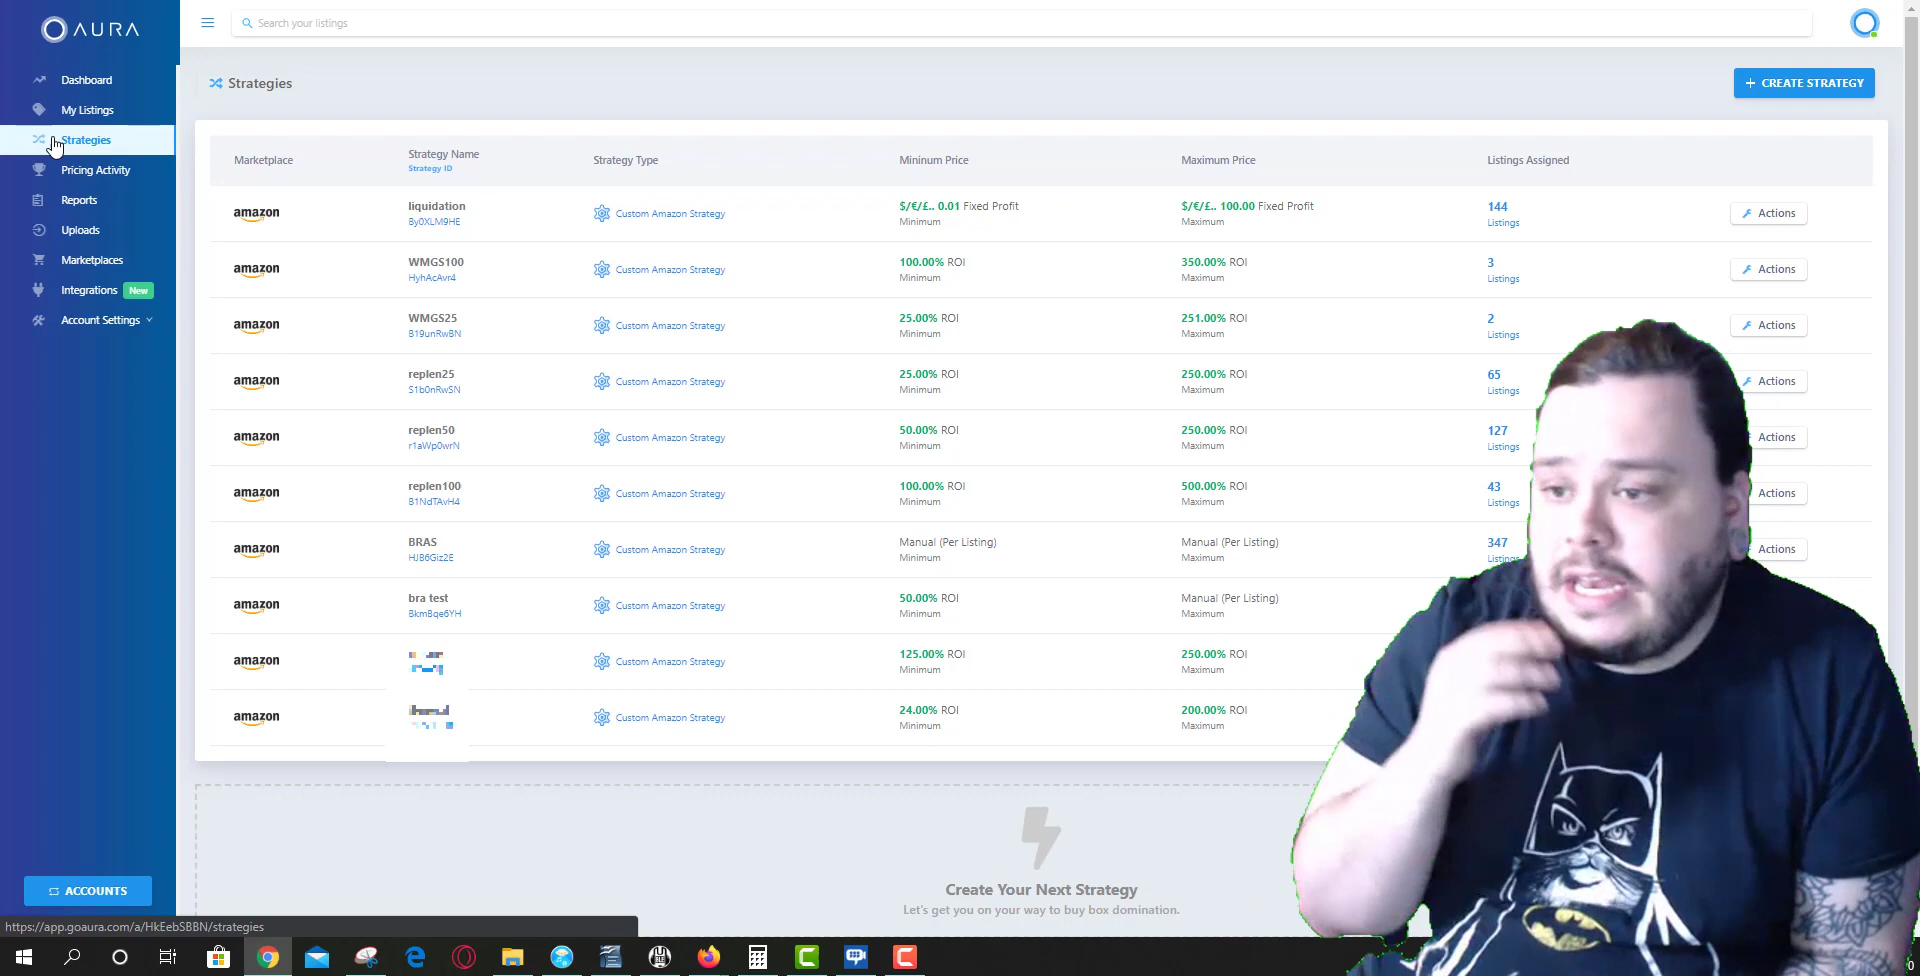 AURA
Search your listings
Dashboard
My Listings
Strategies
Pricing Activity
Reports
Uploads
Marketplaces
Integrations New
Account Settings
ACCOUNTS
Strategies
+ CREATE STRATEGY
Marketplace Strategy Name Strategy Type Mininum Price Maximum Price Listings Assigned
Strategy ID
amazon liquidation Custom Amazon Strategy $/€/£.. 0.01 Fixed Profit $/€/£.. 100.00 Fixed Profit 144 Actions
By0XLM9HE Minimum Maximum Listings
amazon WMGS100 Custom Amazon Strategy 100.00% ROI 350.00% ROI 3 Actions
HyhAcAvr4 Minimum Maximum Listings
amazon WMGS25 Custom Amazon Strategy 25.00% ROI 251.00% ROI 2 Actions
B19unRwBN Minimum Maximum Listings
amazon replen25 Custom Amazon Strategy 25.00% ROI 250.00% ROI 65 Actions
S1b0nRwSN Minimum Maximum Listings
amazon replen50 Custom Amazon Strategy 50.00% ROI 250.00% ROI 127 Actions
r1aWp0wrN Minimum Maximum Listings
amazon replen100 Custom Amazon Strategy 100.00% ROI 500.00% ROI 43 Actions
B1NdTAvH4 Minimum Maximum Listings
amazon BRAS Custom Amazon Strategy Manual (Per Listing) Manual (Per Listing) 347 Actions
HJB6Giz2E Minimum Maximum Listings
amazon bra test Custom Amazon Strategy 50.00% ROI Manual (Per Listing)
BkmBqe6YH Minimum Maximum
amazon Custom Amazon Strategy 125.00% ROI 250.00% ROI
Minimum Maximum
amazon Custom Amazon Strategy 24.00% ROI 200.00% ROI
Minimum Maximum
Create Your Next Strategy
Let's get you on your way to buy box domination.
https://app.goaura.com/a/HkEebSBBN/strategies